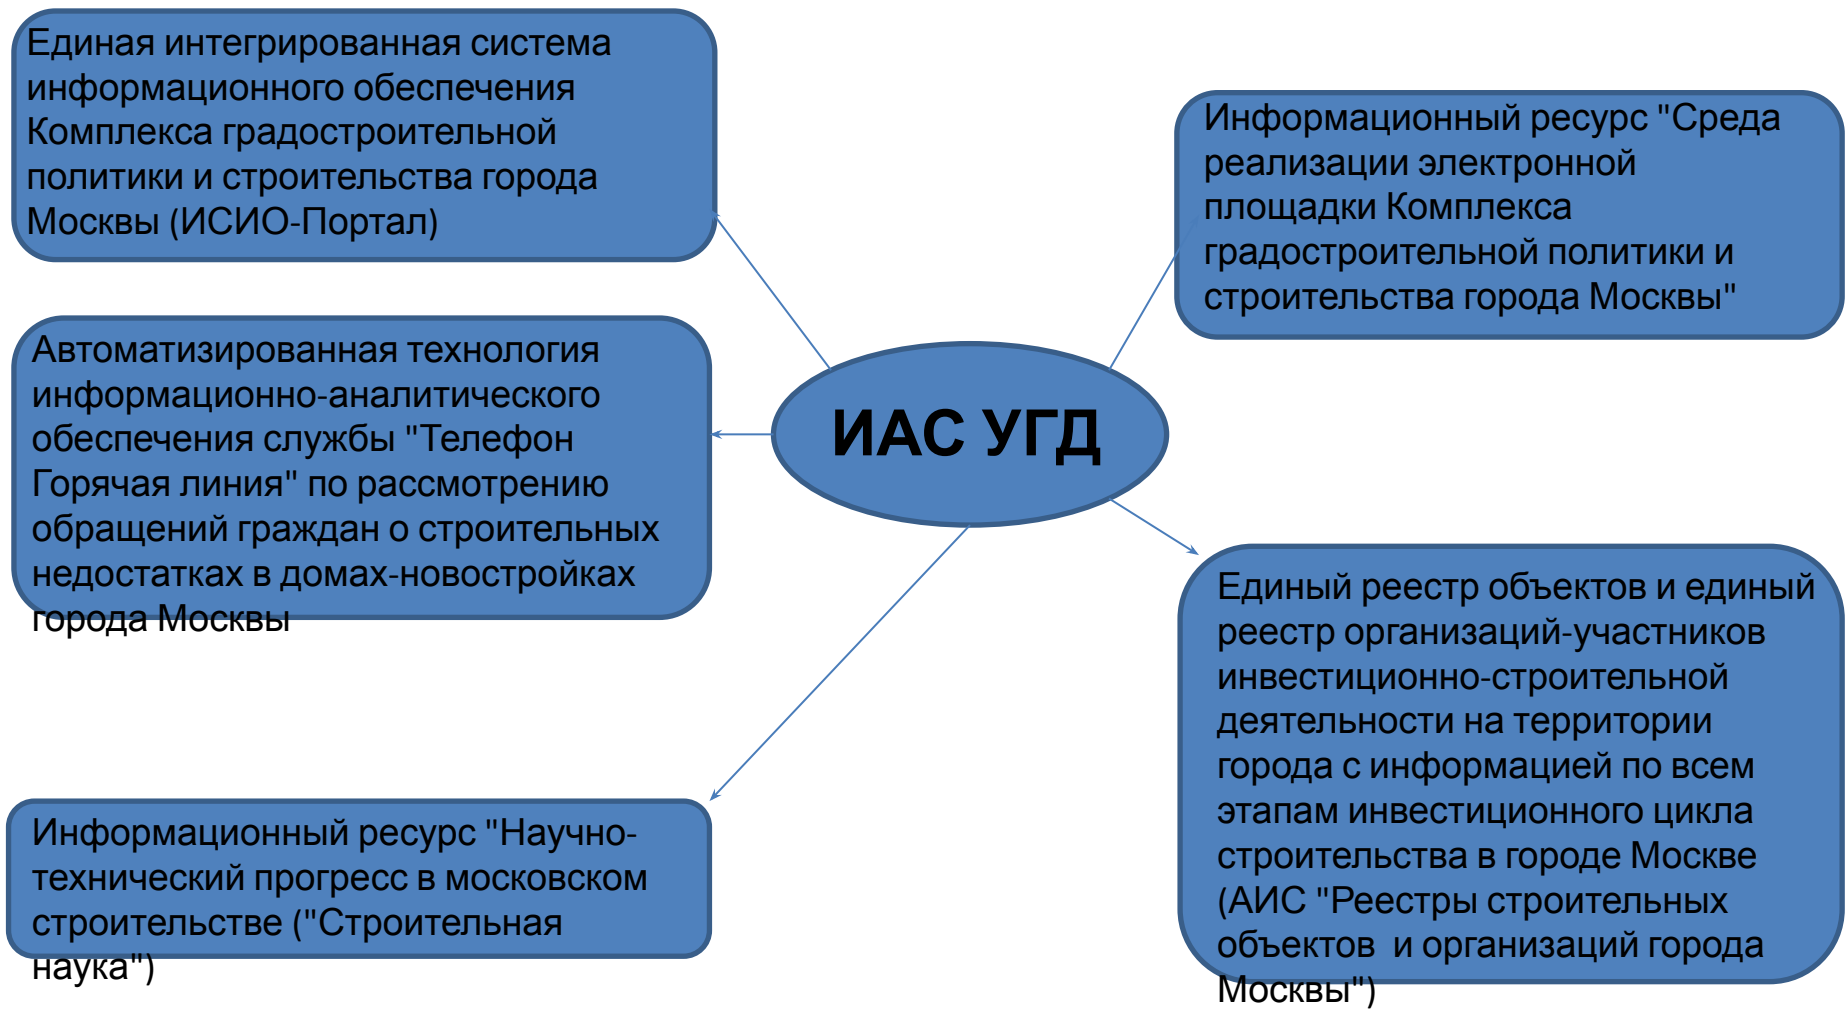 Единая интегрированная система
информационного обеспечения
Комплекса градостроительной
политики и строительства города
Москвы (ИСИО-Портал)
Информационный ресурс "Среда
реализации электронной
площадки Комплекса
градостроительной политики и
строительства города Москвы"
Автоматизированная технология
информационно-аналитического
обеспечения службы "Телефон
Горячая линия" по рассмотрению
обращений граждан о строительных
недостатках в домах-новостройках
города Москвы
ИАС УГД
Информационный ресурс "Научно-
технический прогресс в московском
строительстве ("Строительная
наука")
Единый реестр объектов и единый
реестр организаций-участников
инвестиционно-строительной
деятельности на территории
города с информацией по всем
этапам инвестиционного цикла
строительства в городе Москве
(АИС "Реестры строительных
объектов  и организаций города
Москвы")